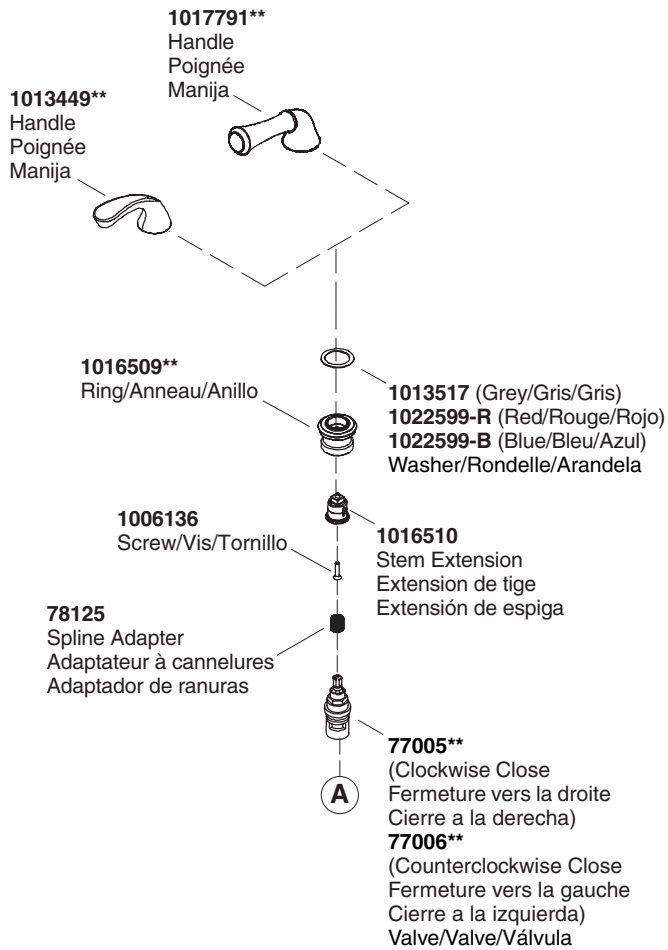 1017791**
Handle
Poignée
Manija
1013449**
Handle
Poignée
Manija
1016509**
Ring/Anneau/Anillo
1013517 (Grey/Gris/Gris)
1022599-R (Red/Rouge/Rojo)
1022599-B (Blue/Bleu/Azul)
Washer/Rondelle/Arandela
1006136
Screw/Vis/Tornillo
1016510
Stem Extension
Extension de tige
Extensión de espiga
78125
Spline Adapter
Adaptateur à cannelures
Adaptador de ranuras
77005**
(Clockwise Close
Fermeture vers la droite
Cierre a la derecha)
77006**
(Counterclockwise Close
Fermeture vers la gauche
Cierre a la izquierda)
Valve/Valve/Válvula
A